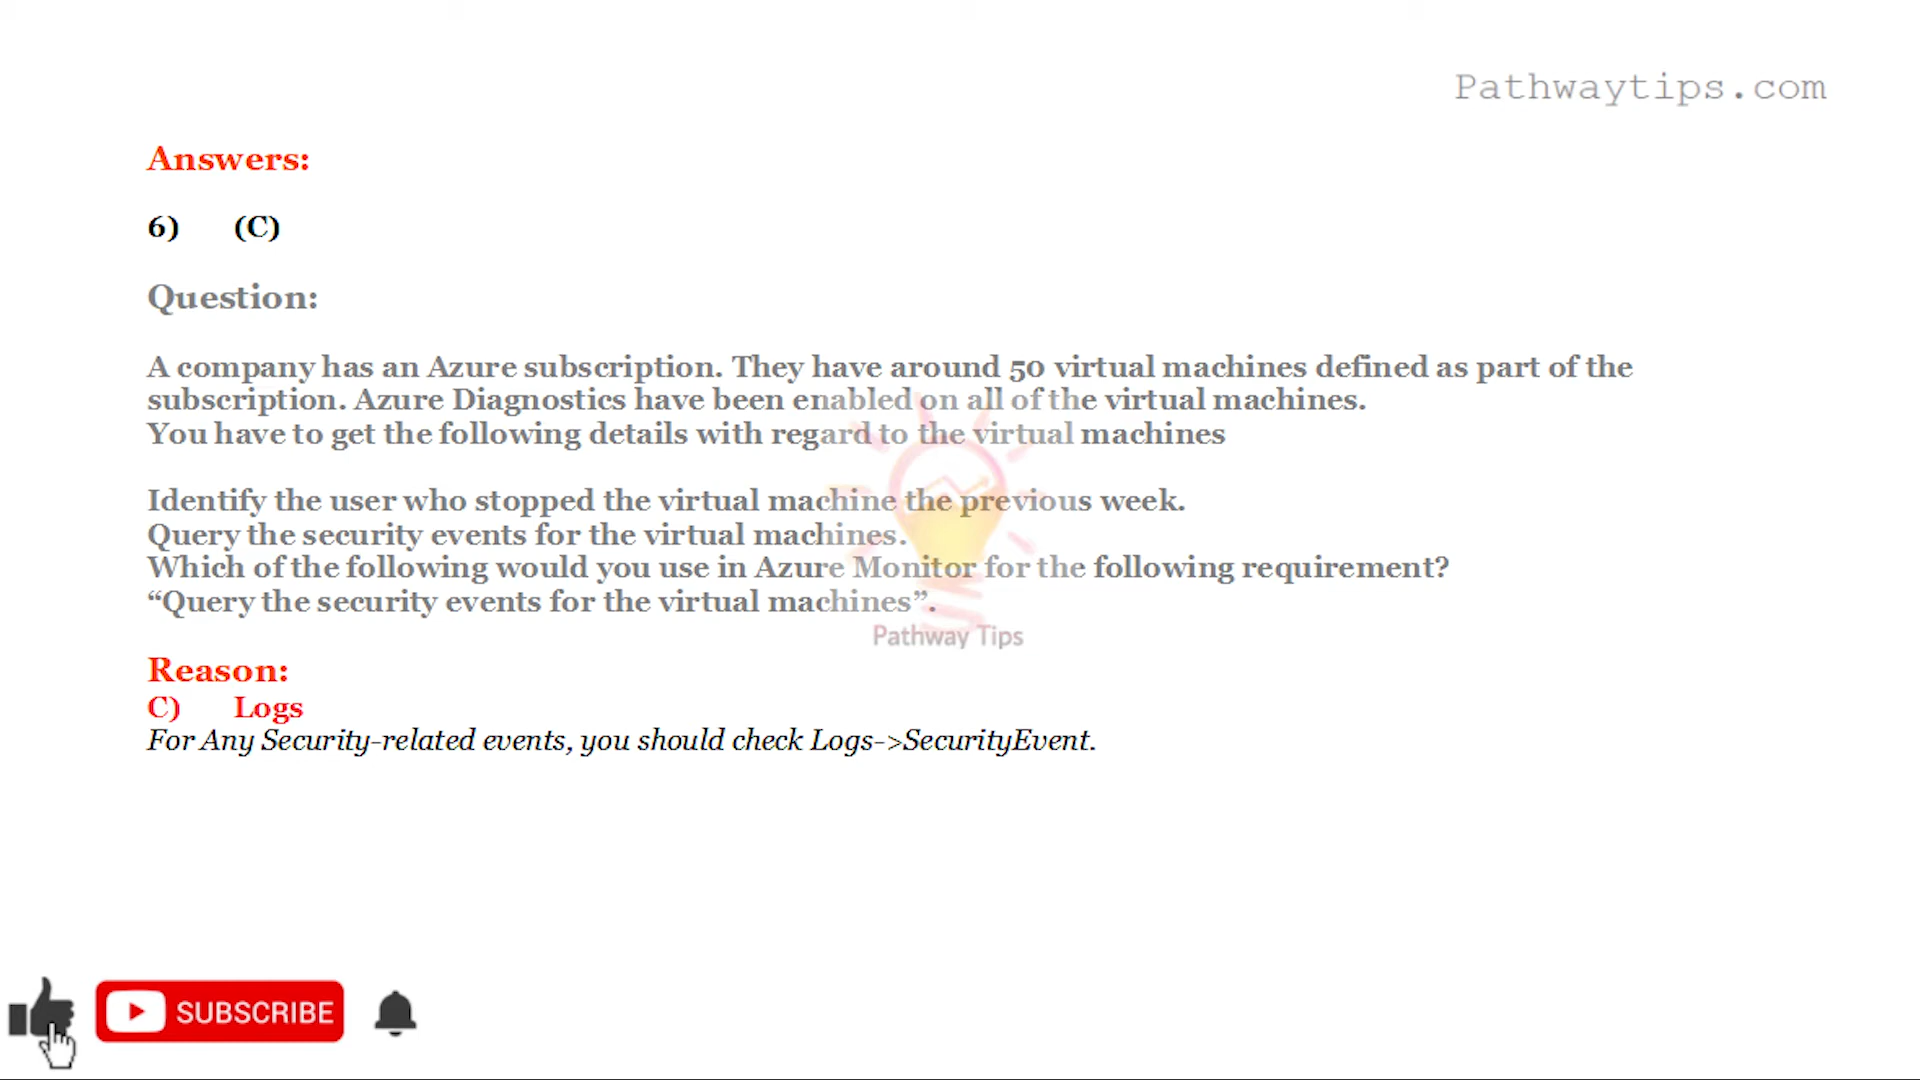 Pathwaytips.com
Answers:
6) (C)
Question:
A company has an Azure subscription. They have around 50 virtual machines defined as part of the
subscription. Azure Diagnostics have been enabled on all of the virtual machines.
You have to get the following details with regard to the virtual machines
Identify the user who stopped the virtual machine the previous week.
Query the security events for the virtual machines.
Which of the following would you use in Azure Monitor for the following requirement?
“Query the security events for the virtual machines”.
Pathway Tips
Reason:
C) Logs
For Any Security-related events, you should check Logs->SecurityEvent.
SUBSCRIBE